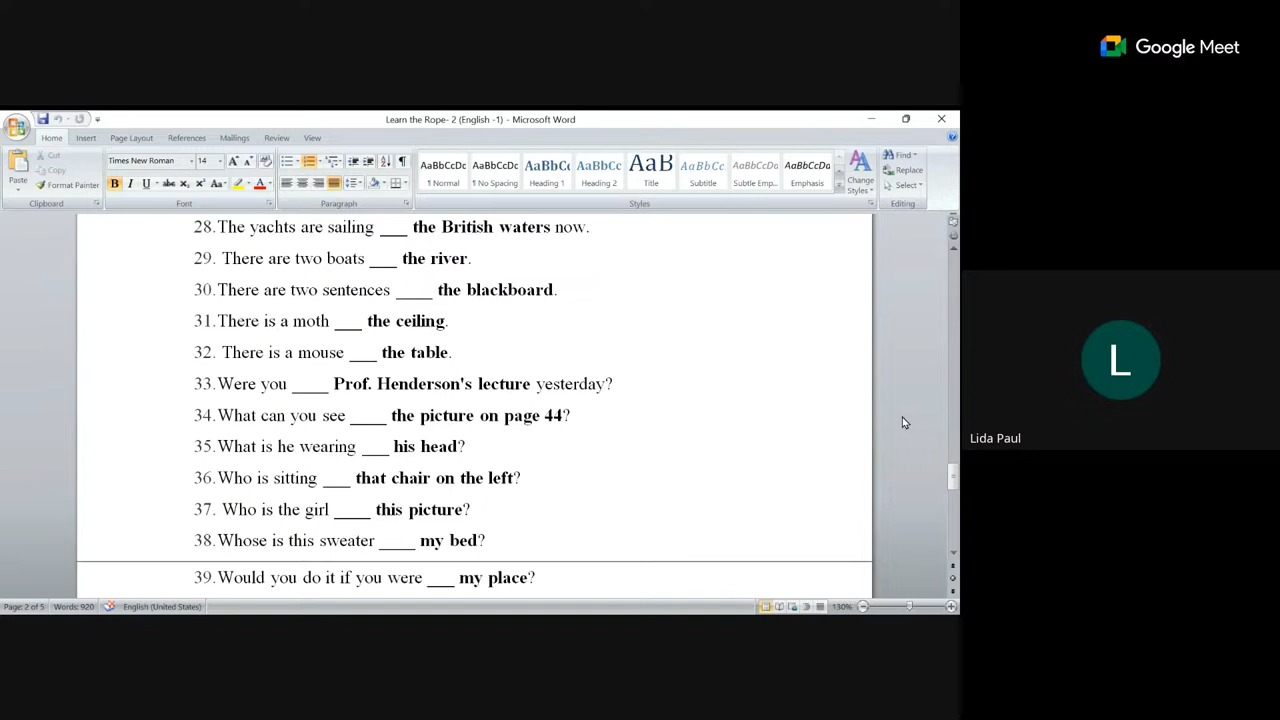 Google Meet
Learn the Rope- 2 (English -1) - Microsoft Word
Home Insert Page Layout References Mailings Review View
Paste
Cut
Copy
Format Painter
Clipboard
Times New Roman 14
Font
Paragraph
AaBbCcDc AaBbCcDc AaBbCc AaBbCc AaB AaBbCc AaBbCcDc AaBbCcDc
¶ Normal ¶ No Spacing Heading 1 Heading 2 Title Subtitle Subtle Emp... Emphasis
Change Styles
Styles
Find
Replace
Select
Editing
28.The yachts are sailing ___ the British waters now.
29. There are two boats ___ the river.
30.There are two sentences ____ the blackboard.
31.There is a moth ___ the ceiling.
32. There is a mouse ___ the table.
33.Were you ____ Prof. Henderson's lecture yesterday?
34.What can you see ____ the picture on page 44?
35.What is he wearing ___ his head?
36.Who is sitting ___ that chair on the left?
37. Who is the girl ____ this picture?
38.Whose is this sweater ____ my bed?
39.Would you do it if you were ___ my place?
Page: 2 of 5 Words: 920 English (United States) 130%
L
Lida Paul